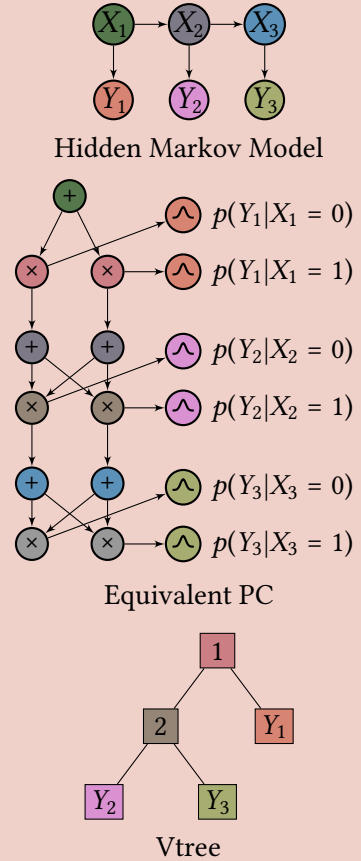 X₁ X₂ X₃
Y₁ Y₂ Y₃
Hidden Markov Model
+ p(Y₁|X₁ = 0)
× × p(Y₁|X₁ = 1)
+ + p(Y₂|X₂ = 0)
× × p(Y₂|X₂ = 1)
+ + p(Y₃|X₃ = 0)
× × p(Y₃|X₃ = 1)
Equivalent PC
1
2 Y₁
Y₂ Y₃
Vtree